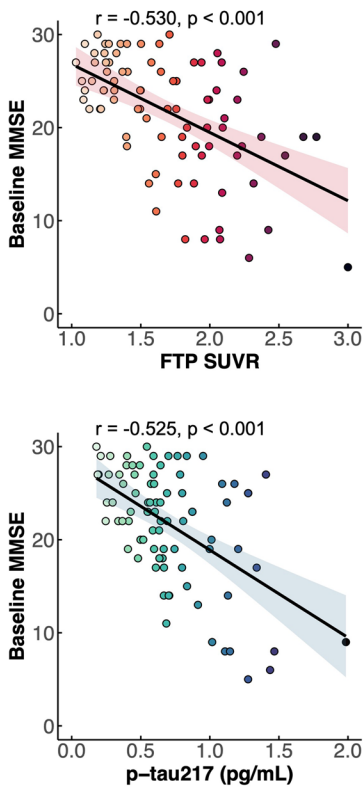 r = -0.530, p < 0.001
30
20
10
0
Baseline MMSE
1.0 1.5 2.0 2.5 3.0
FTP SUVR
r = -0.525, p < 0.001
30
20
10
0
Baseline MMSE
0.0 0.5 1.0 1.5 2.0
p-tau217 (pg/mL)